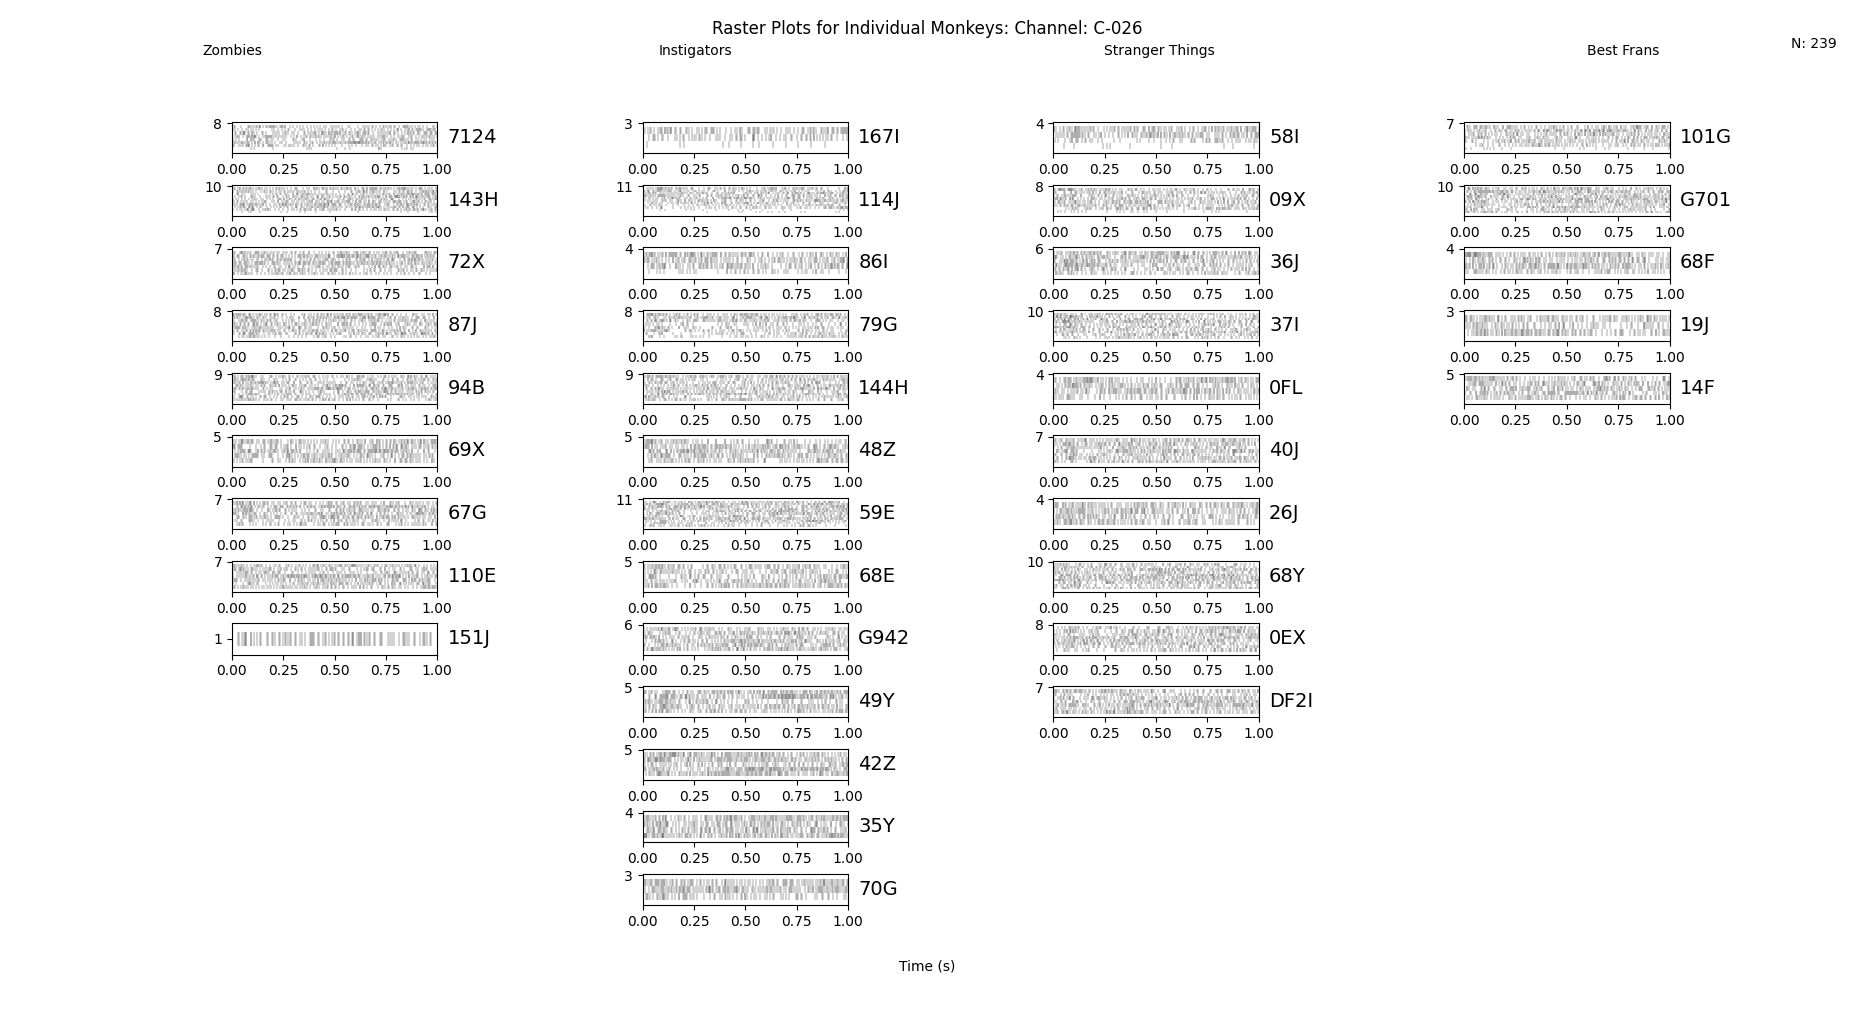 Raster Plots for Individual Monkeys: Channel: C-026
Zombies Instigators Stranger Things Best Frans N: 239
8 7124 3 167I 4 58I 7 101G
0.00 0.25 0.50 0.75 1.00 0.00 0.25 0.50 0.75 1.00 0.00 0.25 0.50 0.75 1.00 0.00 0.25 0.50 0.75 1.00
10 143H 11 114J 8 09X 10 G701
0.00 0.25 0.50 0.75 1.00 0.00 0.25 0.50 0.75 1.00 0.00 0.25 0.50 0.75 1.00 0.00 0.25 0.50 0.75 1.00
7 72X 4 86I 6 36J 4 68F
0.00 0.25 0.50 0.75 1.00 0.00 0.25 0.50 0.75 1.00 0.00 0.25 0.50 0.75 1.00 0.00 0.25 0.50 0.75 1.00
8 87J 8 79G 10 37I 3 19J
0.00 0.25 0.50 0.75 1.00 0.00 0.25 0.50 0.75 1.00 0.00 0.25 0.50 0.75 1.00 0.00 0.25 0.50 0.75 1.00
9 94B 9 144H 4 0FL 5 14F
0.00 0.25 0.50 0.75 1.00 0.00 0.25 0.50 0.75 1.00 0.00 0.25 0.50 0.75 1.00 0.00 0.25 0.50 0.75 1.00
5 69X 5 48Z 7 40J
0.00 0.25 0.50 0.75 1.00 0.00 0.25 0.50 0.75 1.00 0.00 0.25 0.50 0.75 1.00
7 67G 11 59E 4 26J
0.00 0.25 0.50 0.75 1.00 0.00 0.25 0.50 0.75 1.00 0.00 0.25 0.50 0.75 1.00
7 110E 5 68E 10 68Y
0.00 0.25 0.50 0.75 1.00 0.00 0.25 0.50 0.75 1.00 0.00 0.25 0.50 0.75 1.00
1 151J 6 G942 8 0EX
0.00 0.25 0.50 0.75 1.00 0.00 0.25 0.50 0.75 1.00 0.00 0.25 0.50 0.75 1.00
5 49Y 7 DF2I
0.00 0.25 0.50 0.75 1.00 0.00 0.25 0.50 0.75 1.00
5 42Z
0.00 0.25 0.50 0.75 1.00
4 35Y
0.00 0.25 0.50 0.75 1.00
3 70G
0.00 0.25 0.50 0.75 1.00
Time (s)